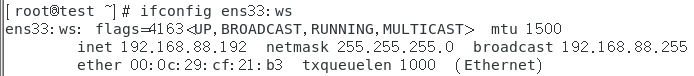 [root@test ~]# ifconfig ens33:ws
ens33:ws: flags=4163<UP,BROADCAST,RUNNING,MULTICAST>  mtu 1500
        inet 192.168.88.192  netmask 255.255.255.0  broadcast 192.168.88.255
        ether 00:0c:29:cf:21:b3  txqueuelen 1000  (Ethernet)